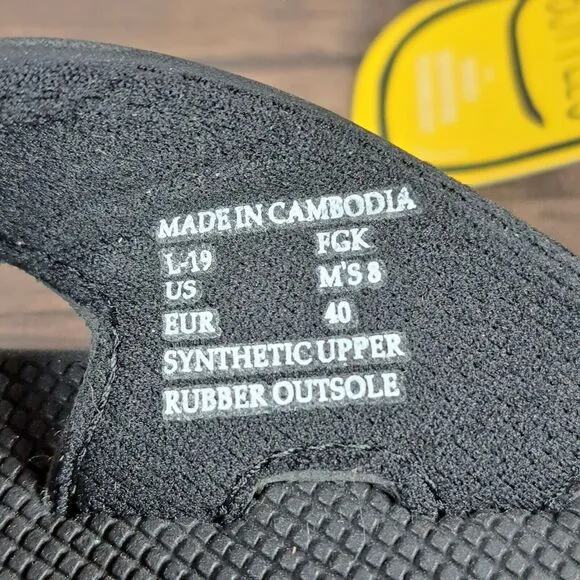 MADE IN CAMBODIA
L-19 FGK
US M'S 8
EUR 40
SYNTHETIC UPPER
RUBBER OUTSOLE